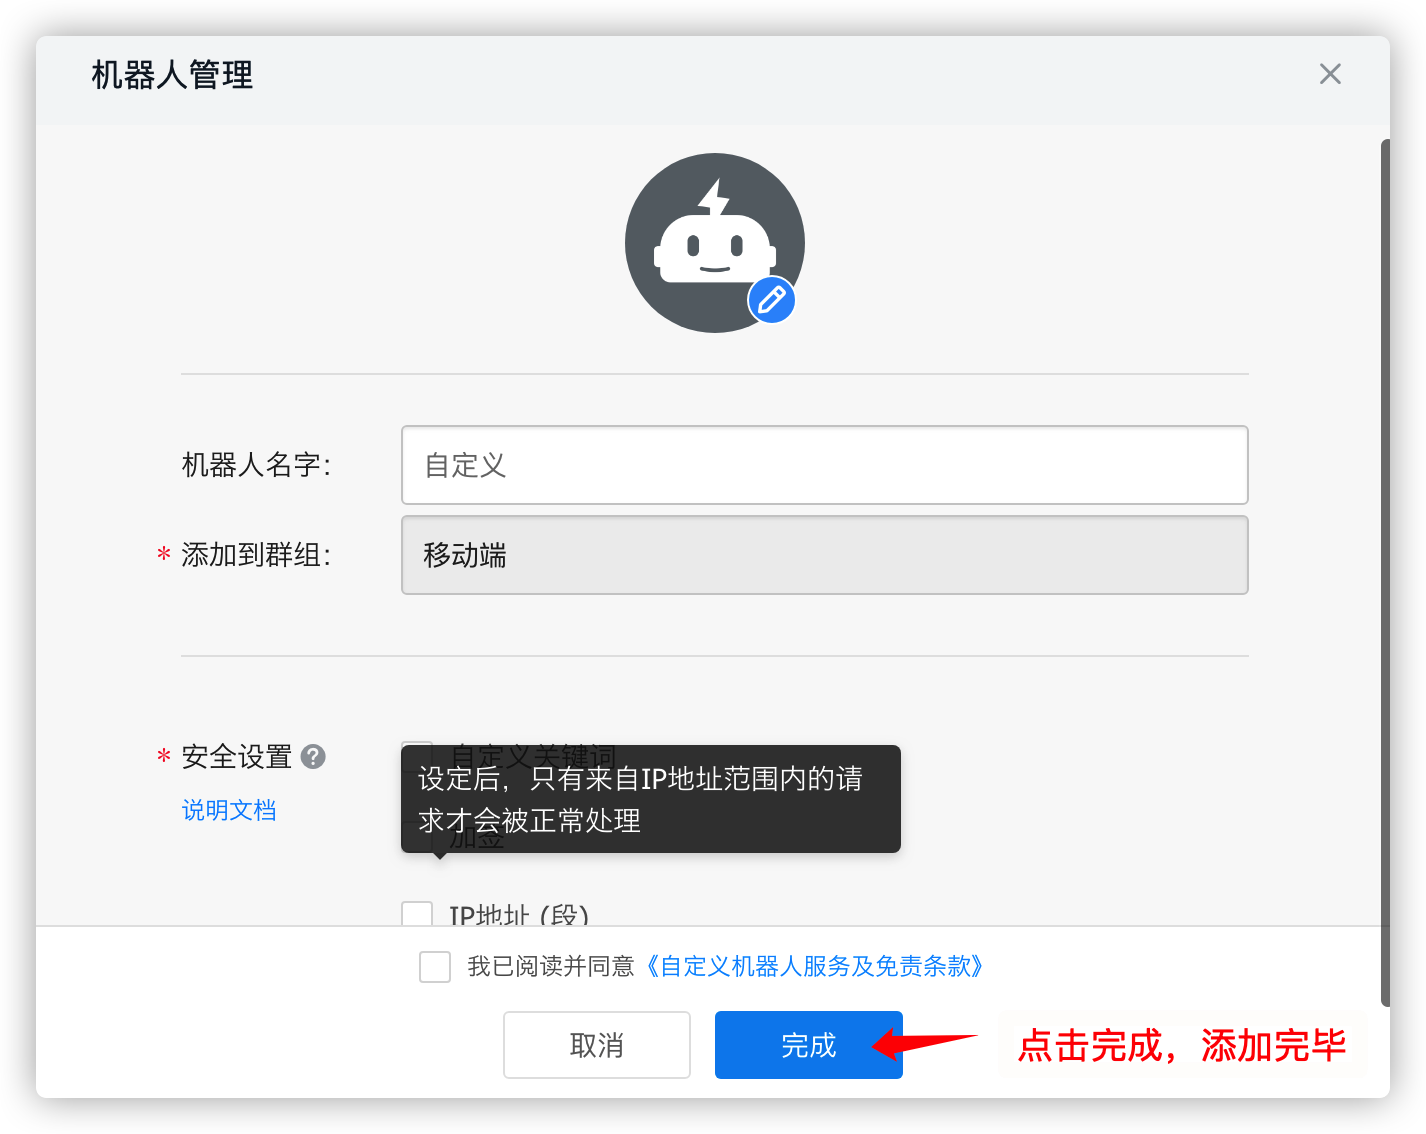 机器人管理
机器人名字：
自定义
* 添加到群组：
移动端
* 安全设置 ?
自定义关键词
说明文档
设定后，只有来自IP地址范围内的请
求才会被正常处理
加签
IP地址 (段)
我已阅读并同意《自定义机器人服务及免责条款》
取消
完成
点击完成，添加完毕